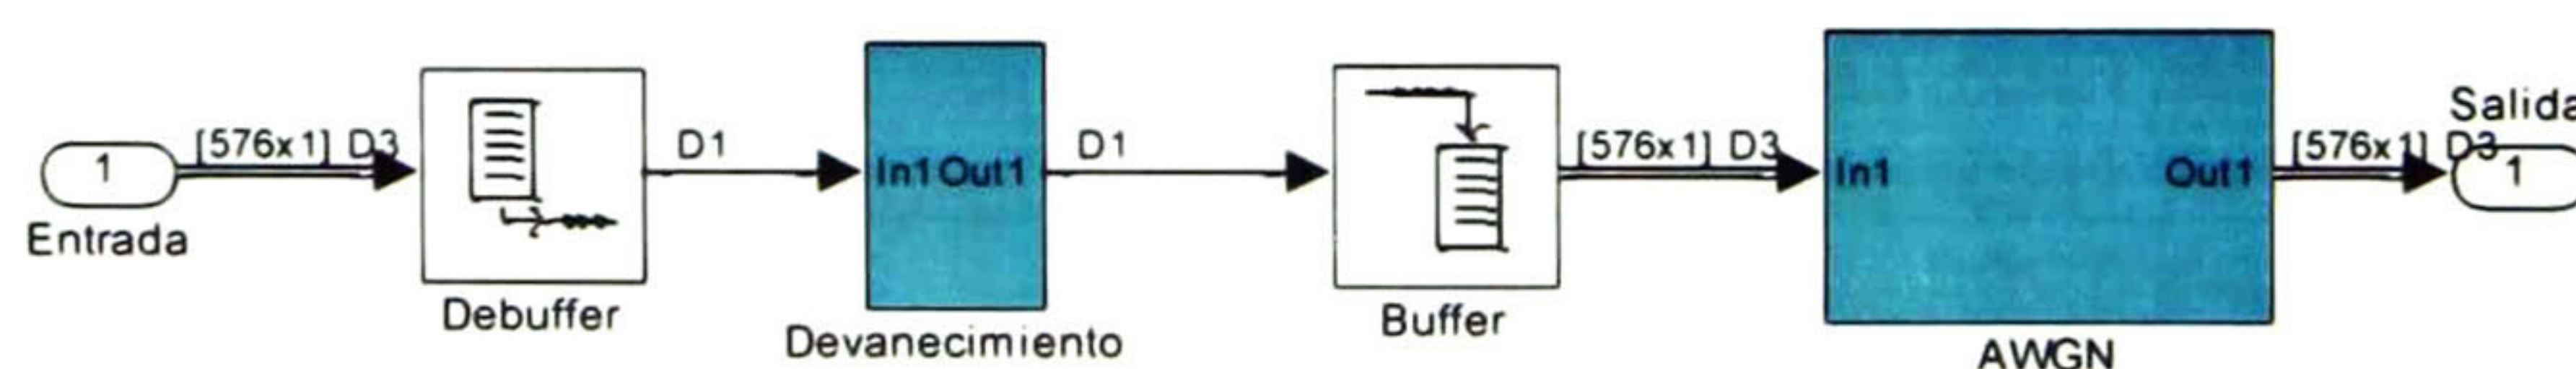 1
Entrada
[576x1] D3
Debuffer
D1
In1 Out1
Devanecimiento
D1
Buffer
[576x1] D3
In1 Out1
AWGN
[576x1] D3
Salida
1